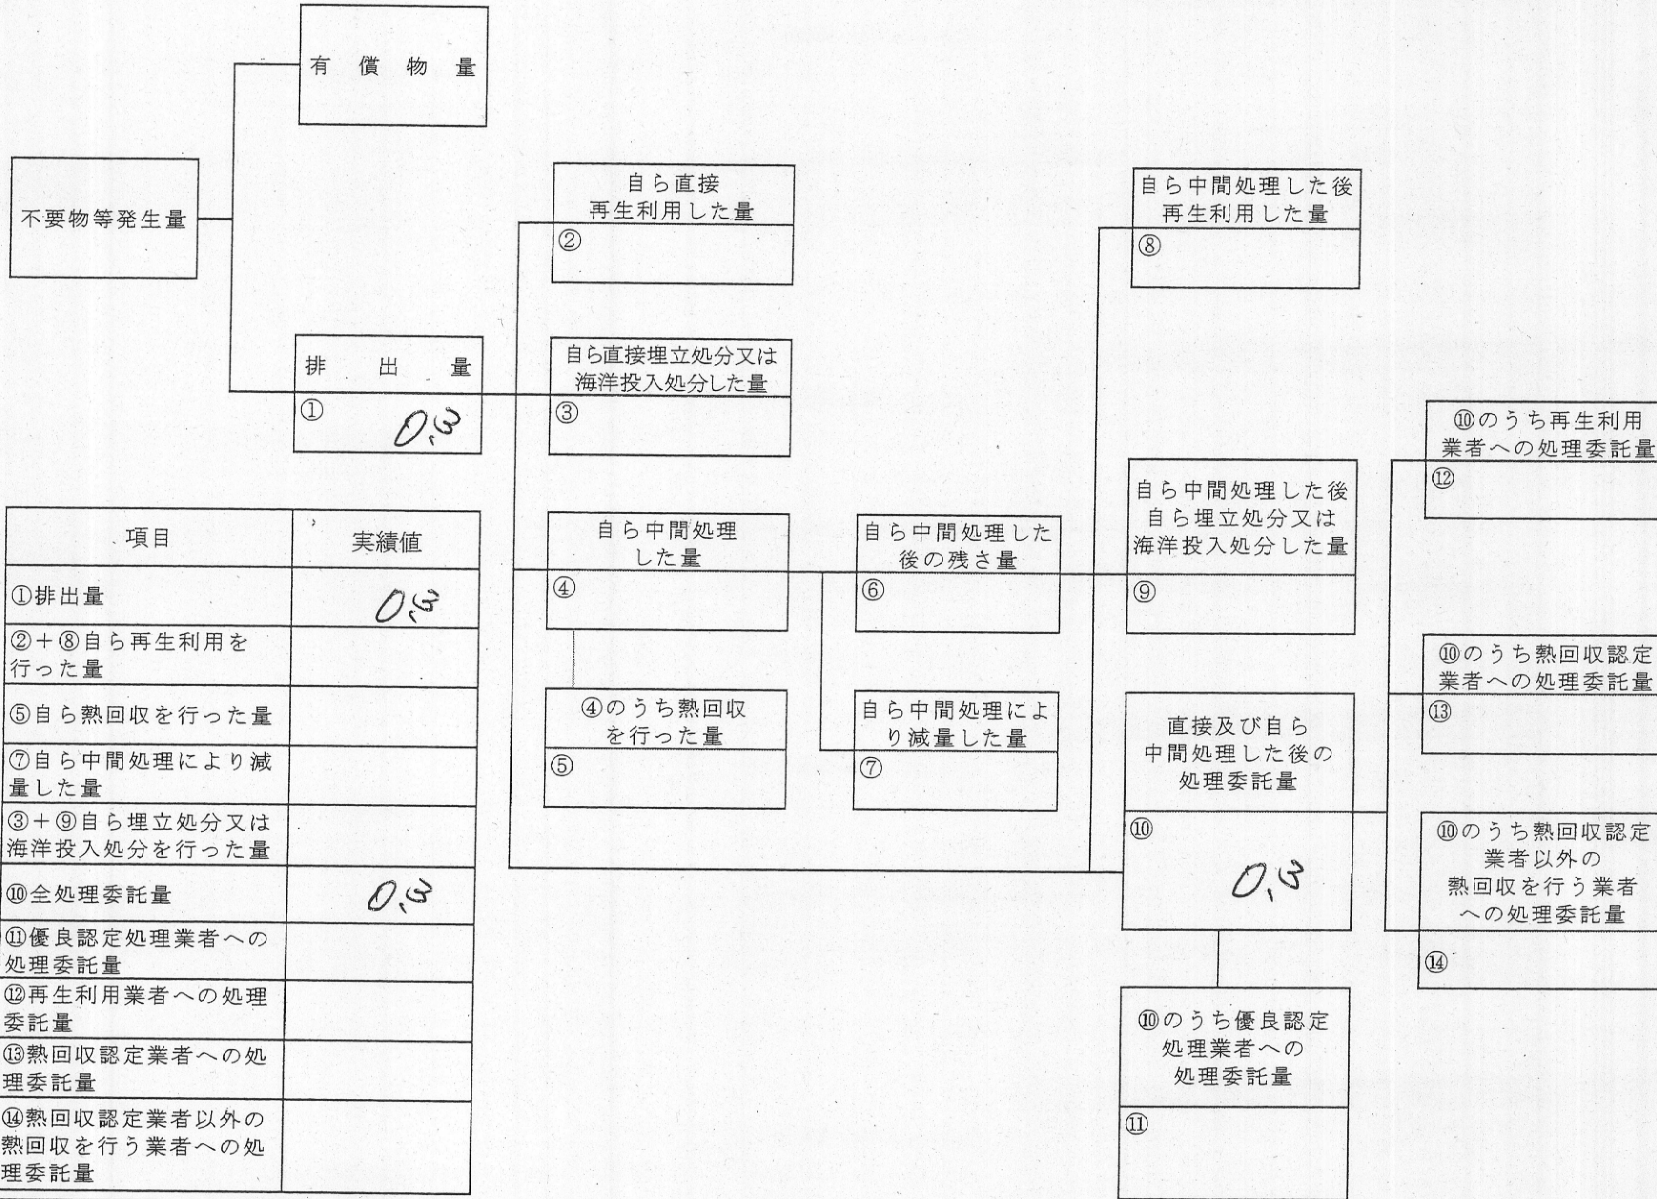 有償物量
不要物等発生量
排出量
① 0.3
自ら直接
再生利用した量
②
自ら直接埋立処分又は
海洋投入処分した量
③
自ら中間処理
した量
④
④のうち熱回収
を行った量
⑤
自ら中間処理した
後の残さ量
⑥
自ら中間処理によ
り減量した量
⑦
自ら中間処理した後
再生利用した量
⑧
自ら中間処理した後
自ら埋立処分又は
海洋投入処分した量
⑨
直接及び自ら
中間処理した後の
処理委託量
⑩
0.3
⑩のうち優良認定
処理業者への
処理委託量
⑪
⑩のうち再生利用
業者への処理委託量
⑫
⑩のうち熱回収認定
業者への処理委託量
⑬
⑩のうち熱回収認定
業者以外の
熱回収を行う業者
への処理委託量
⑭
項目 実績値
①排出量 0.3
②＋⑧自ら再生利用を
行った量
⑤自ら熱回収を行った量
⑦自ら中間処理により減
量した量
③＋⑨自ら埋立処分又は
海洋投入処分を行った量
⑩全処理委託量 0.3
⑪優良認定処理業者への
処理委託量
⑫再生利用業者への処理
委託量
⑬熱回収認定業者への処
理委託量
⑭熱回収認定業者以外の
熱回収を行う業者への処
理委託量